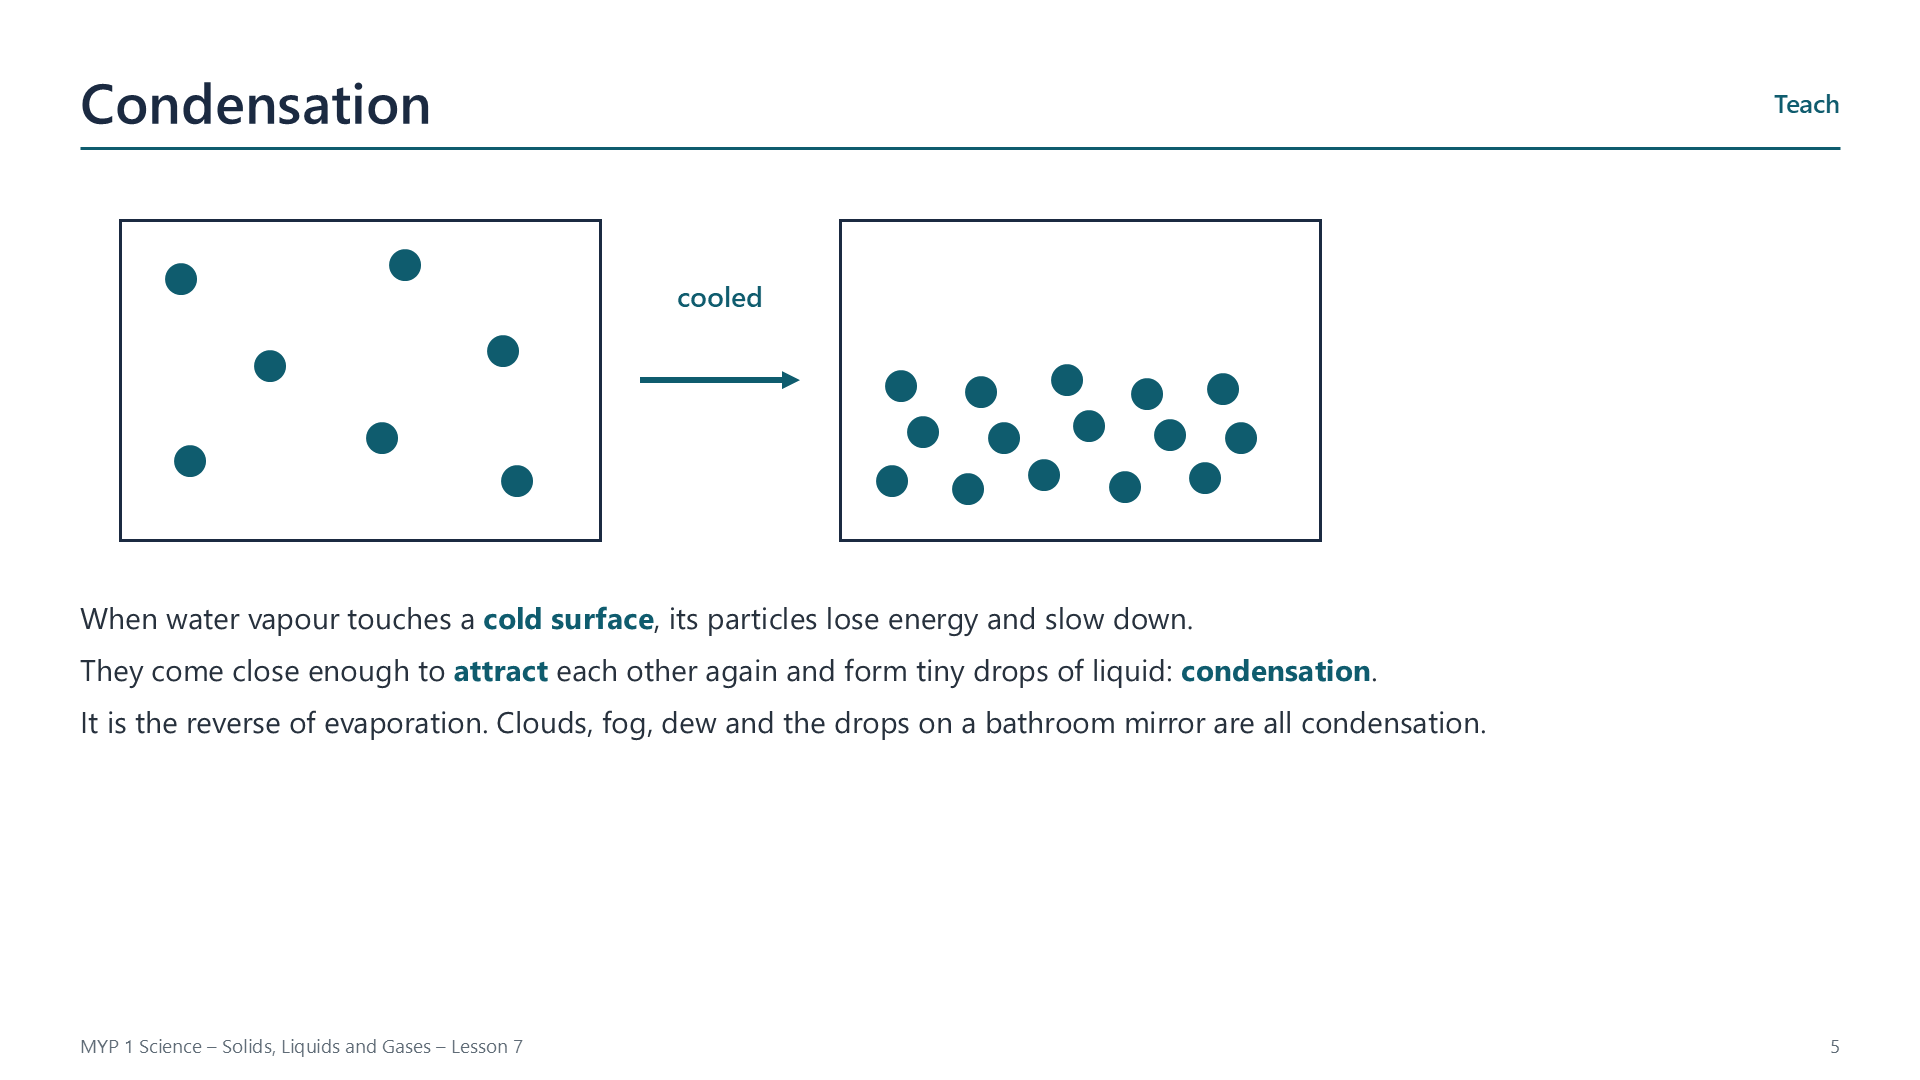 Condensation
Teach
cooled
When water vapour touches a cold surface, its particles lose energy and slow down.
They come close enough to attract each other again and form tiny drops of liquid: condensation.
It is the reverse of evaporation. Clouds, fog, dew and the drops on a bathroom mirror are all condensation.
MYP 1 Science – Solids, Liquids and Gases – Lesson 7
5